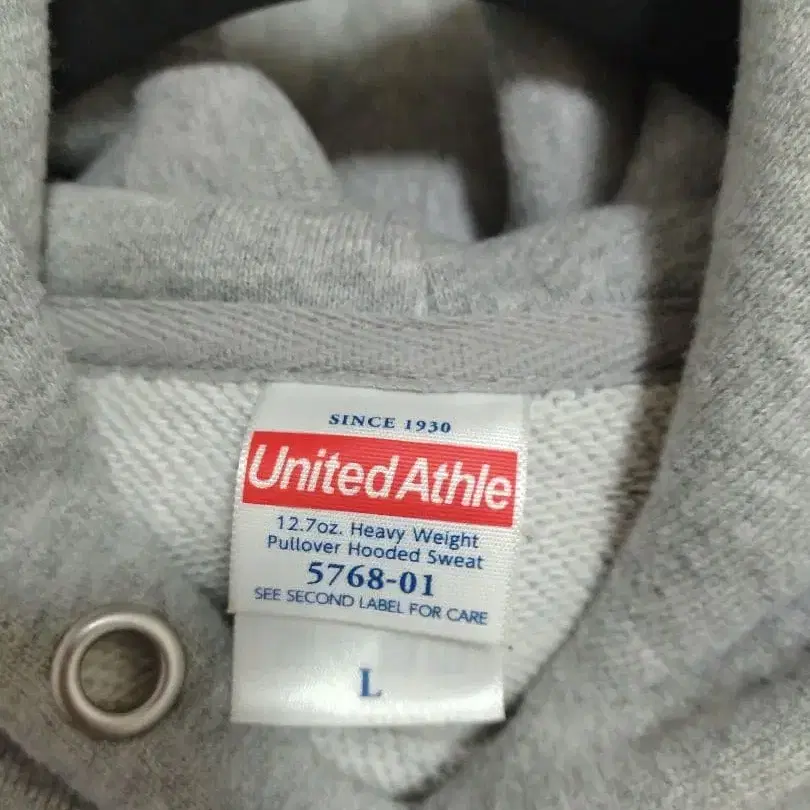 SINCE 1930
United Athle
12.7oz. Heavy Weight
Pullover Hooded Sweat
5768-01
SEE SECOND LABEL FOR CARE
L